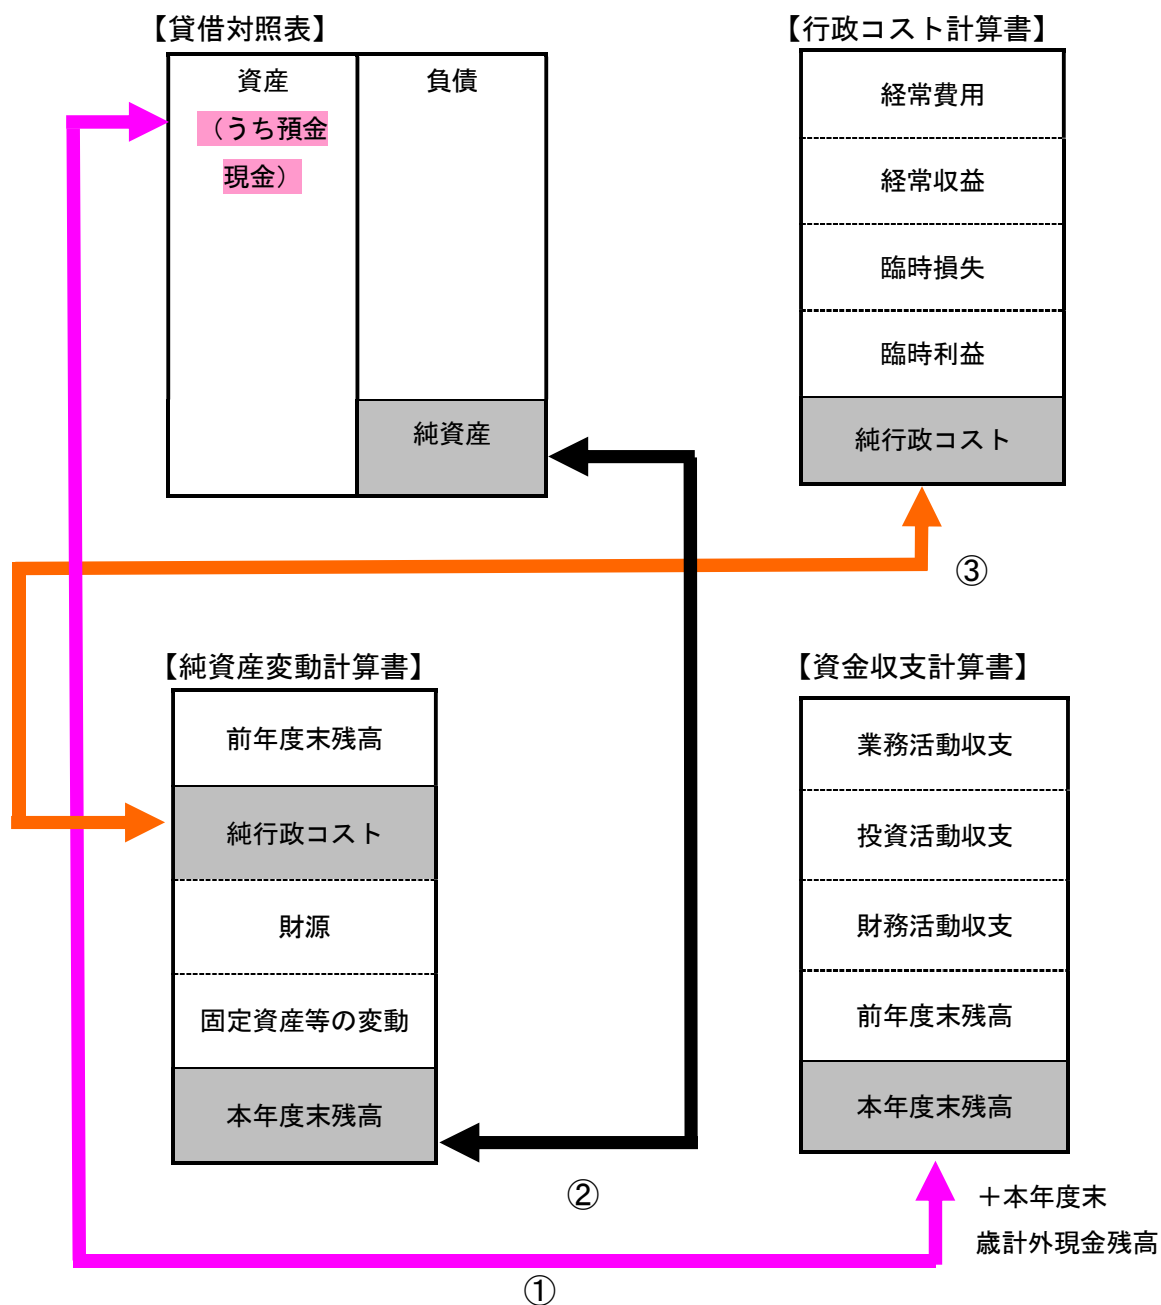 【貸借対照表】
資産
（うち預金
現金）
負債
純資産
【行政コスト計算書】
経常費用
経常収益
臨時損失
臨時利益
純行政コスト
③
【純資産変動計算書】
前年度末残高
純行政コスト
財源
固定資産等の変動
本年度末残高
②
【資金収支計算書】
業務活動収支
投資活動収支
財務活動収支
前年度末残高
本年度末残高
＋本年度末
歳計外現金残高
①